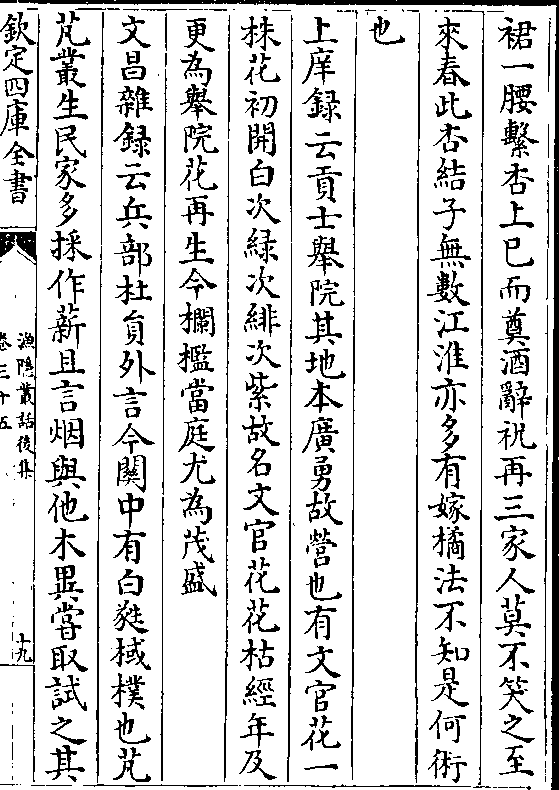 裙一腰繫杏上已而奠酒辭祝再三家人莫不笑之至
來春此杏結子無數江淮亦多有嫁橘法不知是何術
也
上庠録云貢士舉院其地本廣勇故營也有文官花一
株花初開白次緑次緋次紫故名文官花花枯經年及
更為舉院花再生今欄檻當庭尤為茂盛
文昌雜録云兵部杜員外言今關中有白㹞棫樸也芃
芃叢生民家多採作薪且言烟與他木異嘗取試之其
欽定四庫全書
漁隱叢話後集
卷三十五
十九